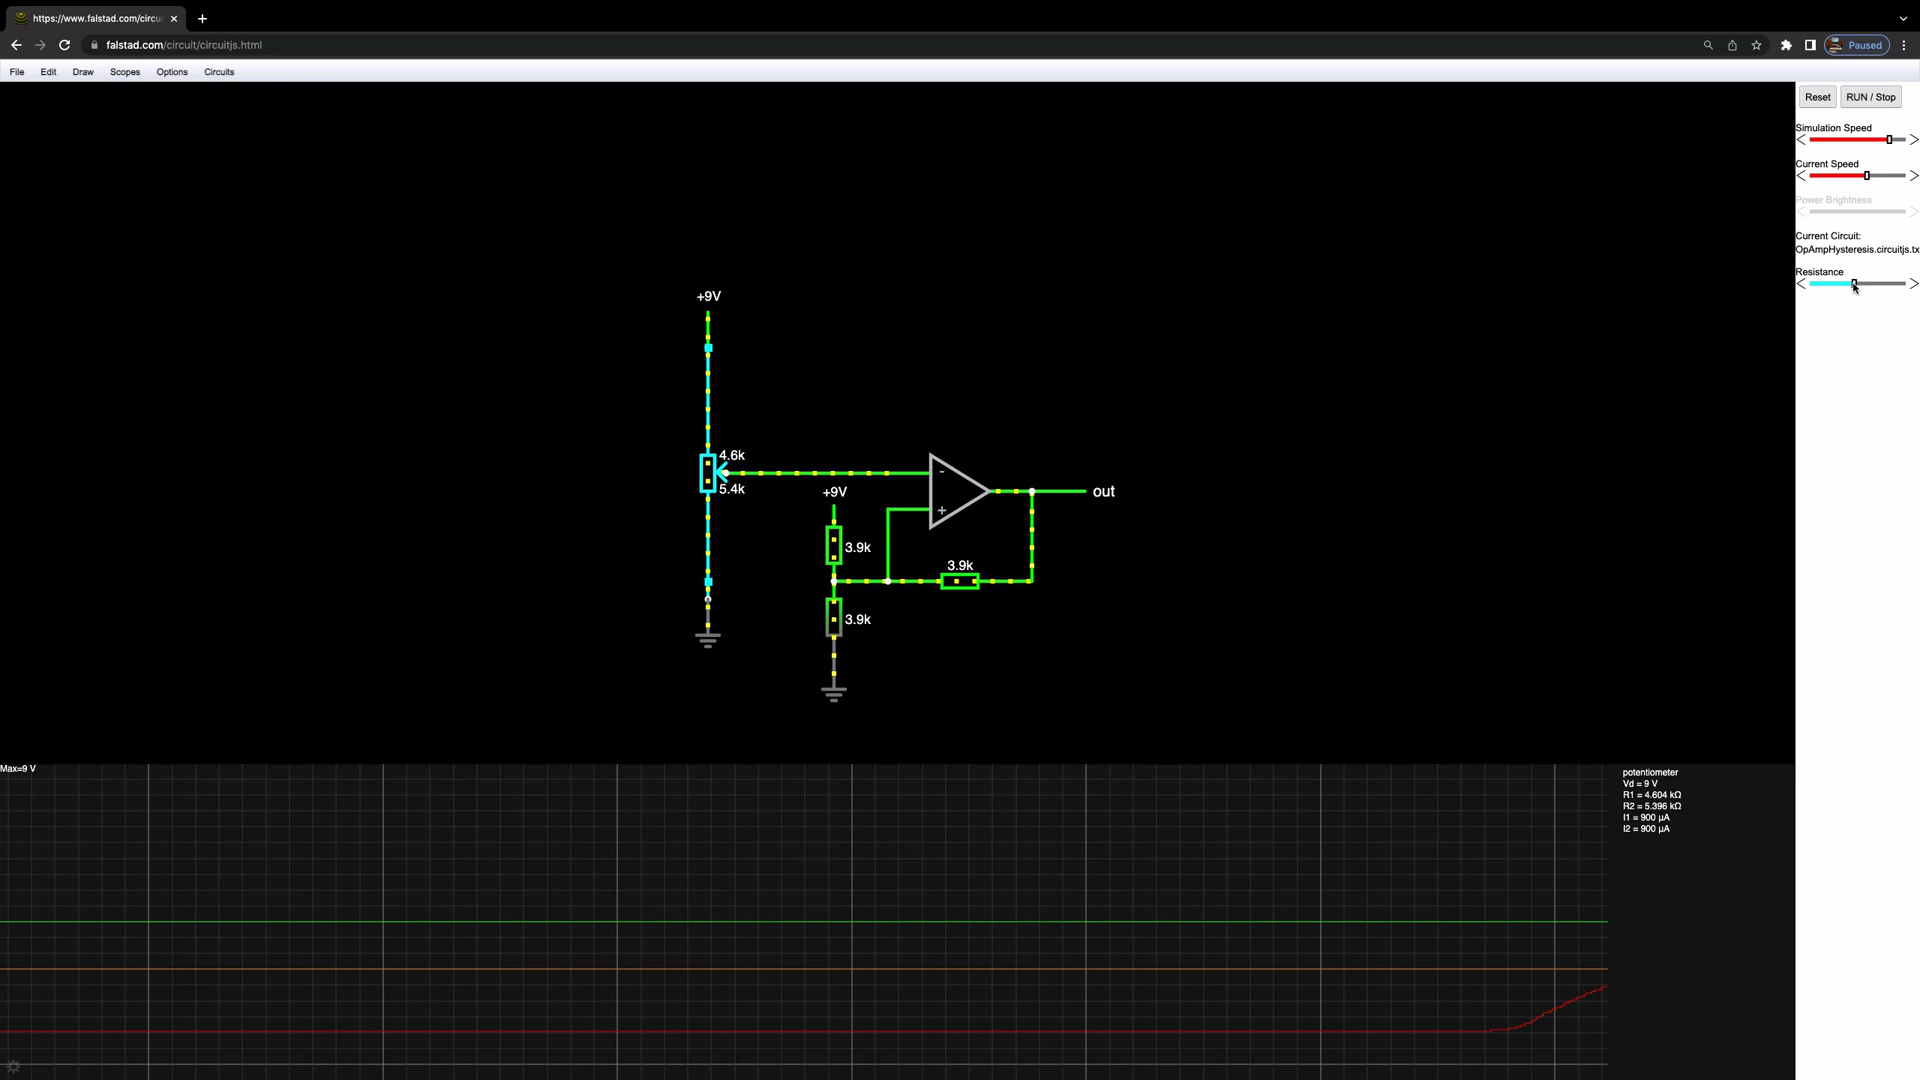 https://www.falstad.com/circui
falstad.com/circuit/circuitjs.html
Paused
File Edit Draw Scopes Options Circuits
Reset RUN / Stop
Simulation Speed
Current Speed
Power Brightness
Current Circuit:
OpAmpHysteresis.circuitjs.tx
Resistance
+9V
4.6k
5.4k
+9V
-
+
out
3.9k
3.9k
3.9k
Max=9 V
potentiometer
Vd = 9 V
R1 = 4.604 kΩ
R2 = 5.396 kΩ
I1 = 900 μA
I2 = 900 μA